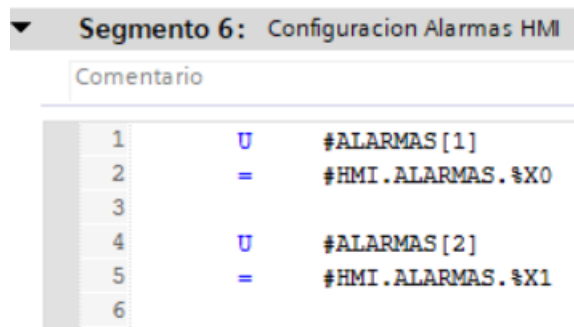 Segmento 6: Configuracion Alarmas HMI
Comentario
1 U #ALARMAS[1]
2 = #HMI.ALARMAS.%X0
3
4 U #ALARMAS[2]
5 = #HMI.ALARMAS.%X1
6